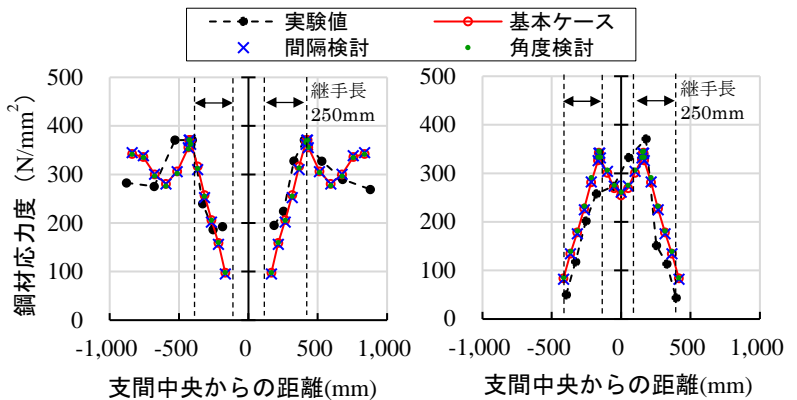 実験値
基本ケース
間隔検討
角度検討
鋼材応力度（N/mm²）
500
400
300
200
100
0
継手長
250mm
-1,000
-500
0
500
1,000
支間中央からの距離(mm)
500
400
300
200
100
0
継手長
250mm
-1,000
-500
0
500
1,000
支間中央からの距離(mm)